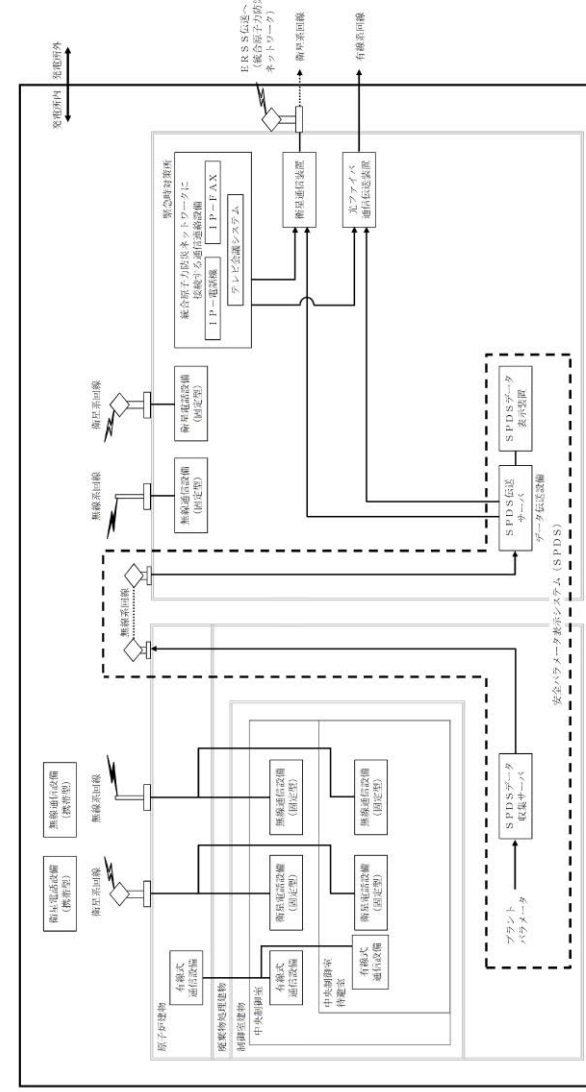 発電所内
発電所外
ERSS伝送へ
(統合原子力防災
ネットワーク)
衛星系回線
有線系回線
緊急時対策所
統合原子力防災ネットワークに
接続する通信連絡設備
IP-電話機
IP-FAX
テレビ会議システム
衛星通信装置
光ファイバ
通信伝送装置
衛星系回線
衛星電話設備
(固定型)
無線系回線
無線通信設備
(固定型)
SPDSデータ
表示装置
SPDS伝送
サーバ
データ伝送設備
無線系回線
安全パラメータ表示システム(SPDS)
無線通信設備
(携帯型)
無線系回線
衛星電話設備
(携帯型)
衛星系回線
無線通信設備
(固定型)
無線通信設備
(固定型)
衛星電話設備
(固定型)
衛星電話設備
(固定型)
有線式
通信設備
有線式
通信設備
有線式
通信設備
原子炉建物
廃棄物処理建物
制御室建物
中央制御室
中央制御室
待避室
SPDSデータ
収集サーバ
プラント
パラメータ